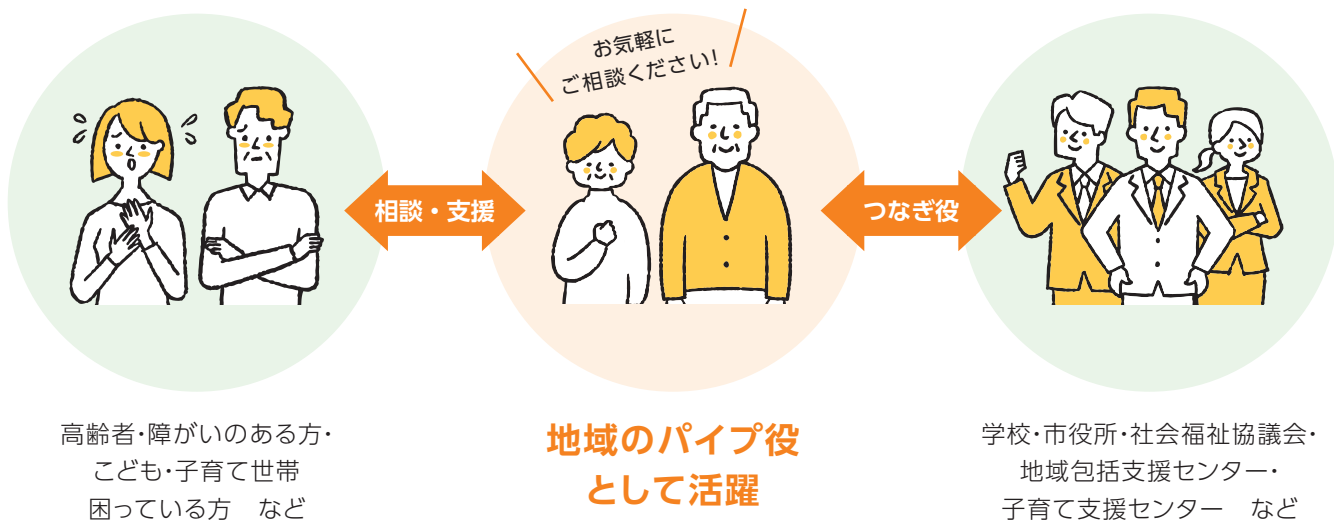 お気軽に
ご相談ください!
相談・支援
つなぎ役
高齢者・障がいのある方・
こども・子育て世帯
困っている方　など
地域のパイプ役
として活躍
学校・市役所・社会福祉協議会・
地域包括支援センター・
子育て支援センター　など